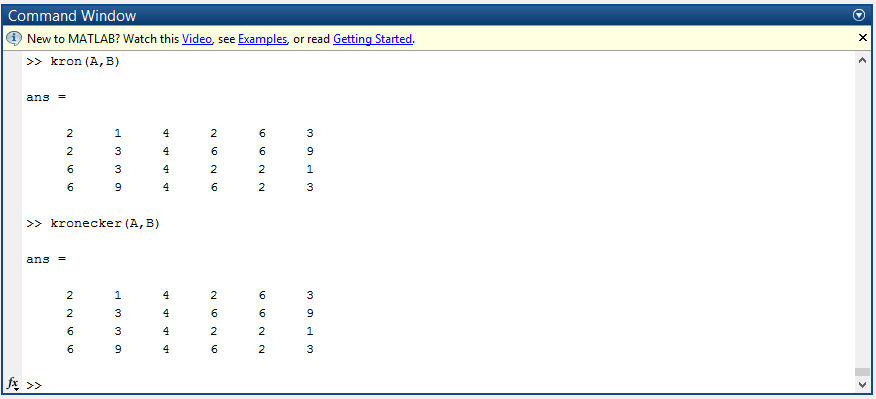 Command Window
New to MATLAB? Watch this Video, see Examples, or read Getting Started.
>> kron(A,B)
ans =
2 1 4 2 6 3
2 3 4 6 6 9
6 3 4 2 2 1
6 9 4 6 2 3
>> kronecker(A,B)
ans =
2 1 4 2 6 3
2 3 4 6 6 9
6 3 4 2 2 1
6 9 4 6 2 3
fx >>